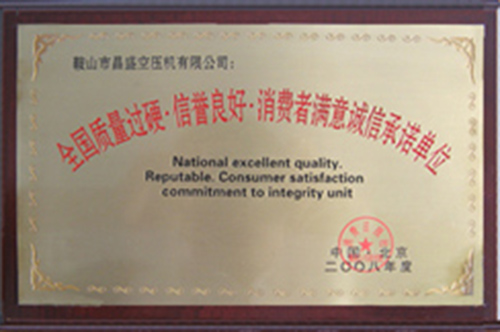 鞍山市晶盛空压机有限公司：
全国质量过硬·信誉良好·消费者满意诚信承诺单位
National excellent quality.
Reputable. Consumer satisfaction
commitment to integrity unit
中国·北京
二〇〇八年度